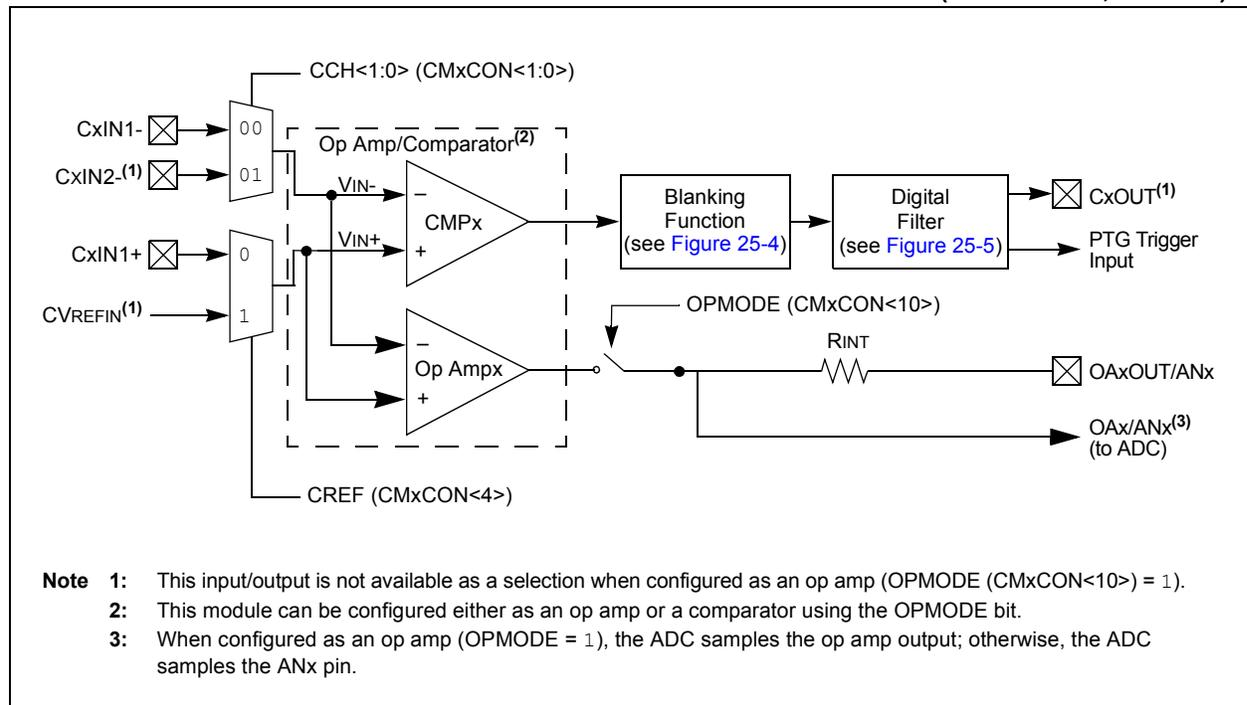 CCH<1:0> (CMxCON<1:0>)
CxIN1-
00
CxIN2-(1)
01
Op Amp/Comparator(2)
VIN-
–
CMPx
VIN+
+
Blanking
Function
(see Figure 25-4)
Digital
Filter
(see Figure 25-5)
CxOUT(1)
PTG Trigger
Input
CxIN1+
0
CVREFIN(1)
1
OPMODE (CMxCON<10>)
–
Op Ampx
+
RINT
OAxOUT/ANx
OAx/ANx(3)
(to ADC)
CREF (CMxCON<4>)
Note 1: This input/output is not available as a selection when configured as an op amp (OPMODE (CMxCON<10>) = 1).
2: This module can be configured either as an op amp or a comparator using the OPMODE bit.
3: When configured as an op amp (OPMODE = 1), the ADC samples the op amp output; otherwise, the ADC
samples the ANx pin.